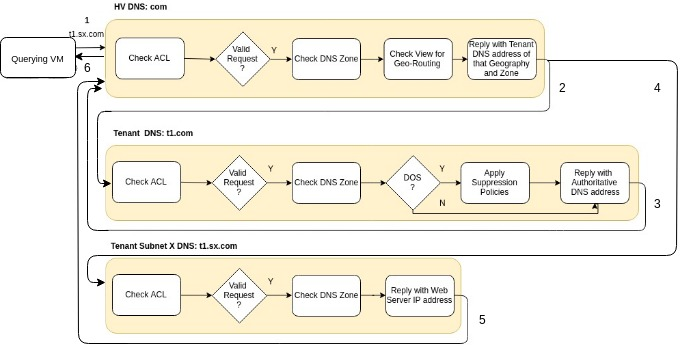 HV DNS: com
1
t1.sx.com
Querying VM
6
Check ACL
Valid
Request
?
Y
Check DNS Zone
Check View for
Geo-Routing
Reply with Tenant
DNS address of
that Geography
and Zone
2
4
Tenant DNS: t1.com
Check ACL
Valid
Request
?
Y
Check DNS Zone
DOS
?
Y
N
Apply
Suppression
Policies
Reply with
Authoritative
DNS address
3
Tenant Subnet X DNS: t1.sx.com
Check ACL
Valid
Request
?
Y
Check DNS Zone
Reply with Web
Server IP address
5